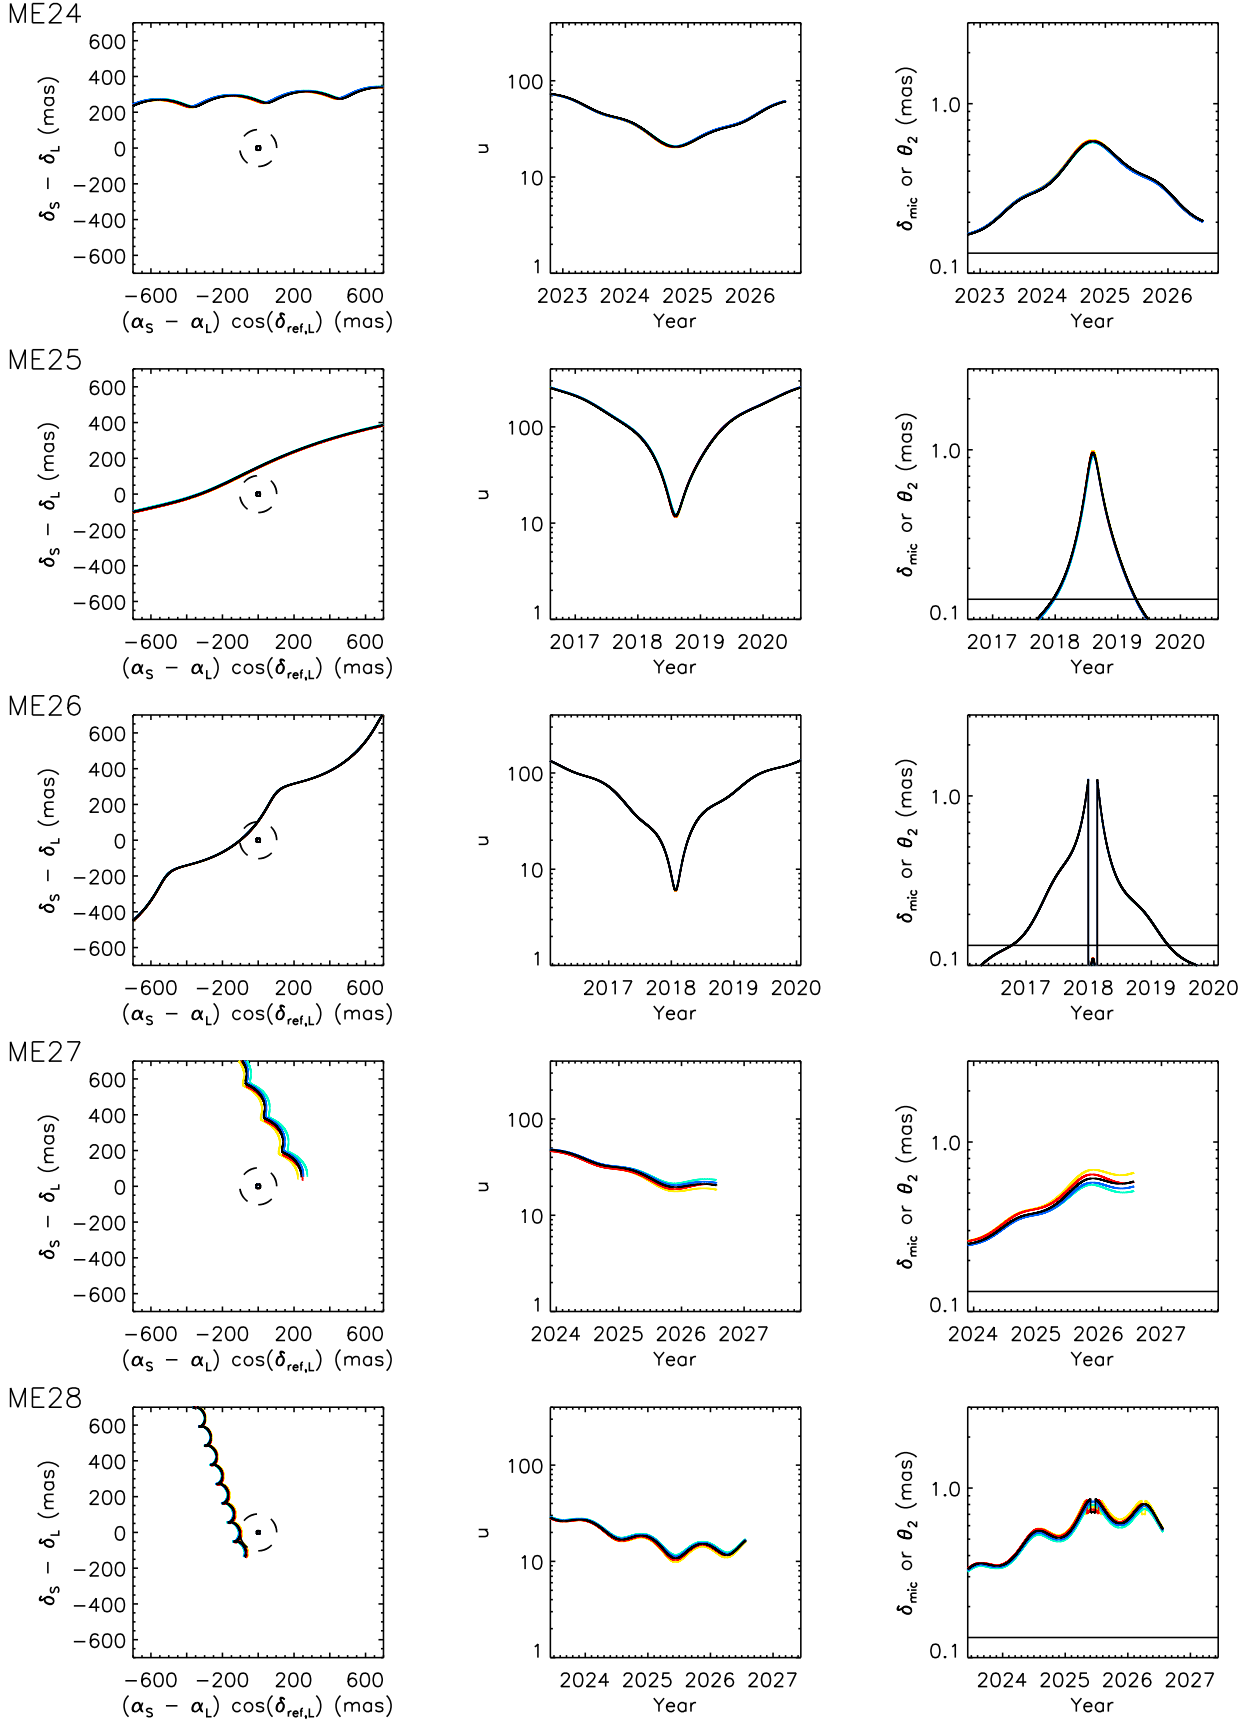 ME24
600
400
200
0
−200
−400
−600
δS − δL (mas)
−600 −200 200 600
(αS − αL) cos(δref,L) (mas)
100
10
1
u
2023 2024 2025 2026
Year
1.0
0.1
δmic or θ2 (mas)
2023 2024 2025 2026
Year
ME25
600
400
200
0
−200
−400
−600
δS − δL (mas)
−600 −200 200 600
(αS − αL) cos(δref,L) (mas)
100
10
1
u
2017 2018 2019 2020
Year
1.0
0.1
δmic or θ2 (mas)
2017 2018 2019 2020
Year
ME26
600
400
200
0
−200
−400
−600
δS − δL (mas)
−600 −200 200 600
(αS − αL) cos(δref,L) (mas)
100
10
1
u
2017 2018 2019 2020
Year
1.0
0.1
δmic or θ2 (mas)
2017 2018 2019 2020
Year
ME27
600
400
200
0
−200
−400
−600
δS − δL (mas)
−600 −200 200 600
(αS − αL) cos(δref,L) (mas)
100
10
1
u
2024 2025 2026 2027
Year
1.0
0.1
δmic or θ2 (mas)
2024 2025 2026 2027
Year
ME28
600
400
200
0
−200
−400
−600
δS − δL (mas)
−600 −200 200 600
(αS − αL) cos(δref,L) (mas)
100
10
1
u
2024 2025 2026 2027
Year
1.0
0.1
δmic or θ2 (mas)
2024 2025 2026 2027
Year